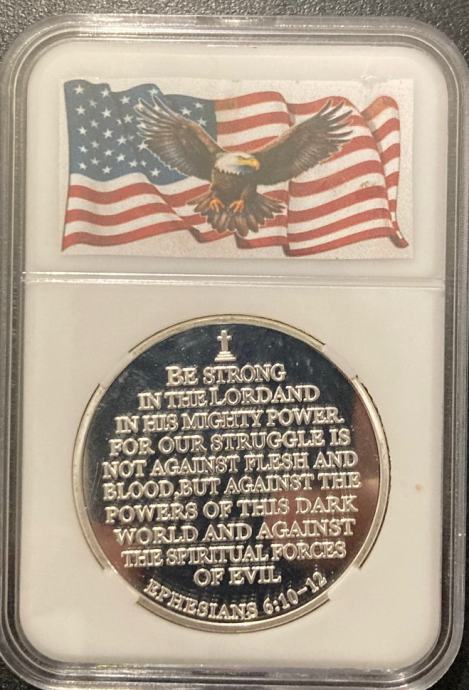 BE STRONG
IN THE LORDAND
IN HIS MIGHTY POWER.
FOR OUR STRUGGLE IS
NOT AGAINST FLESH AND
BLOOD,BUT AGAINST THE
POWERS OF THIS DARK
WORLD AND AGAINST
THE SPIRITUAL FORCES
OF EVIL
EPHESIANS 6:10-12